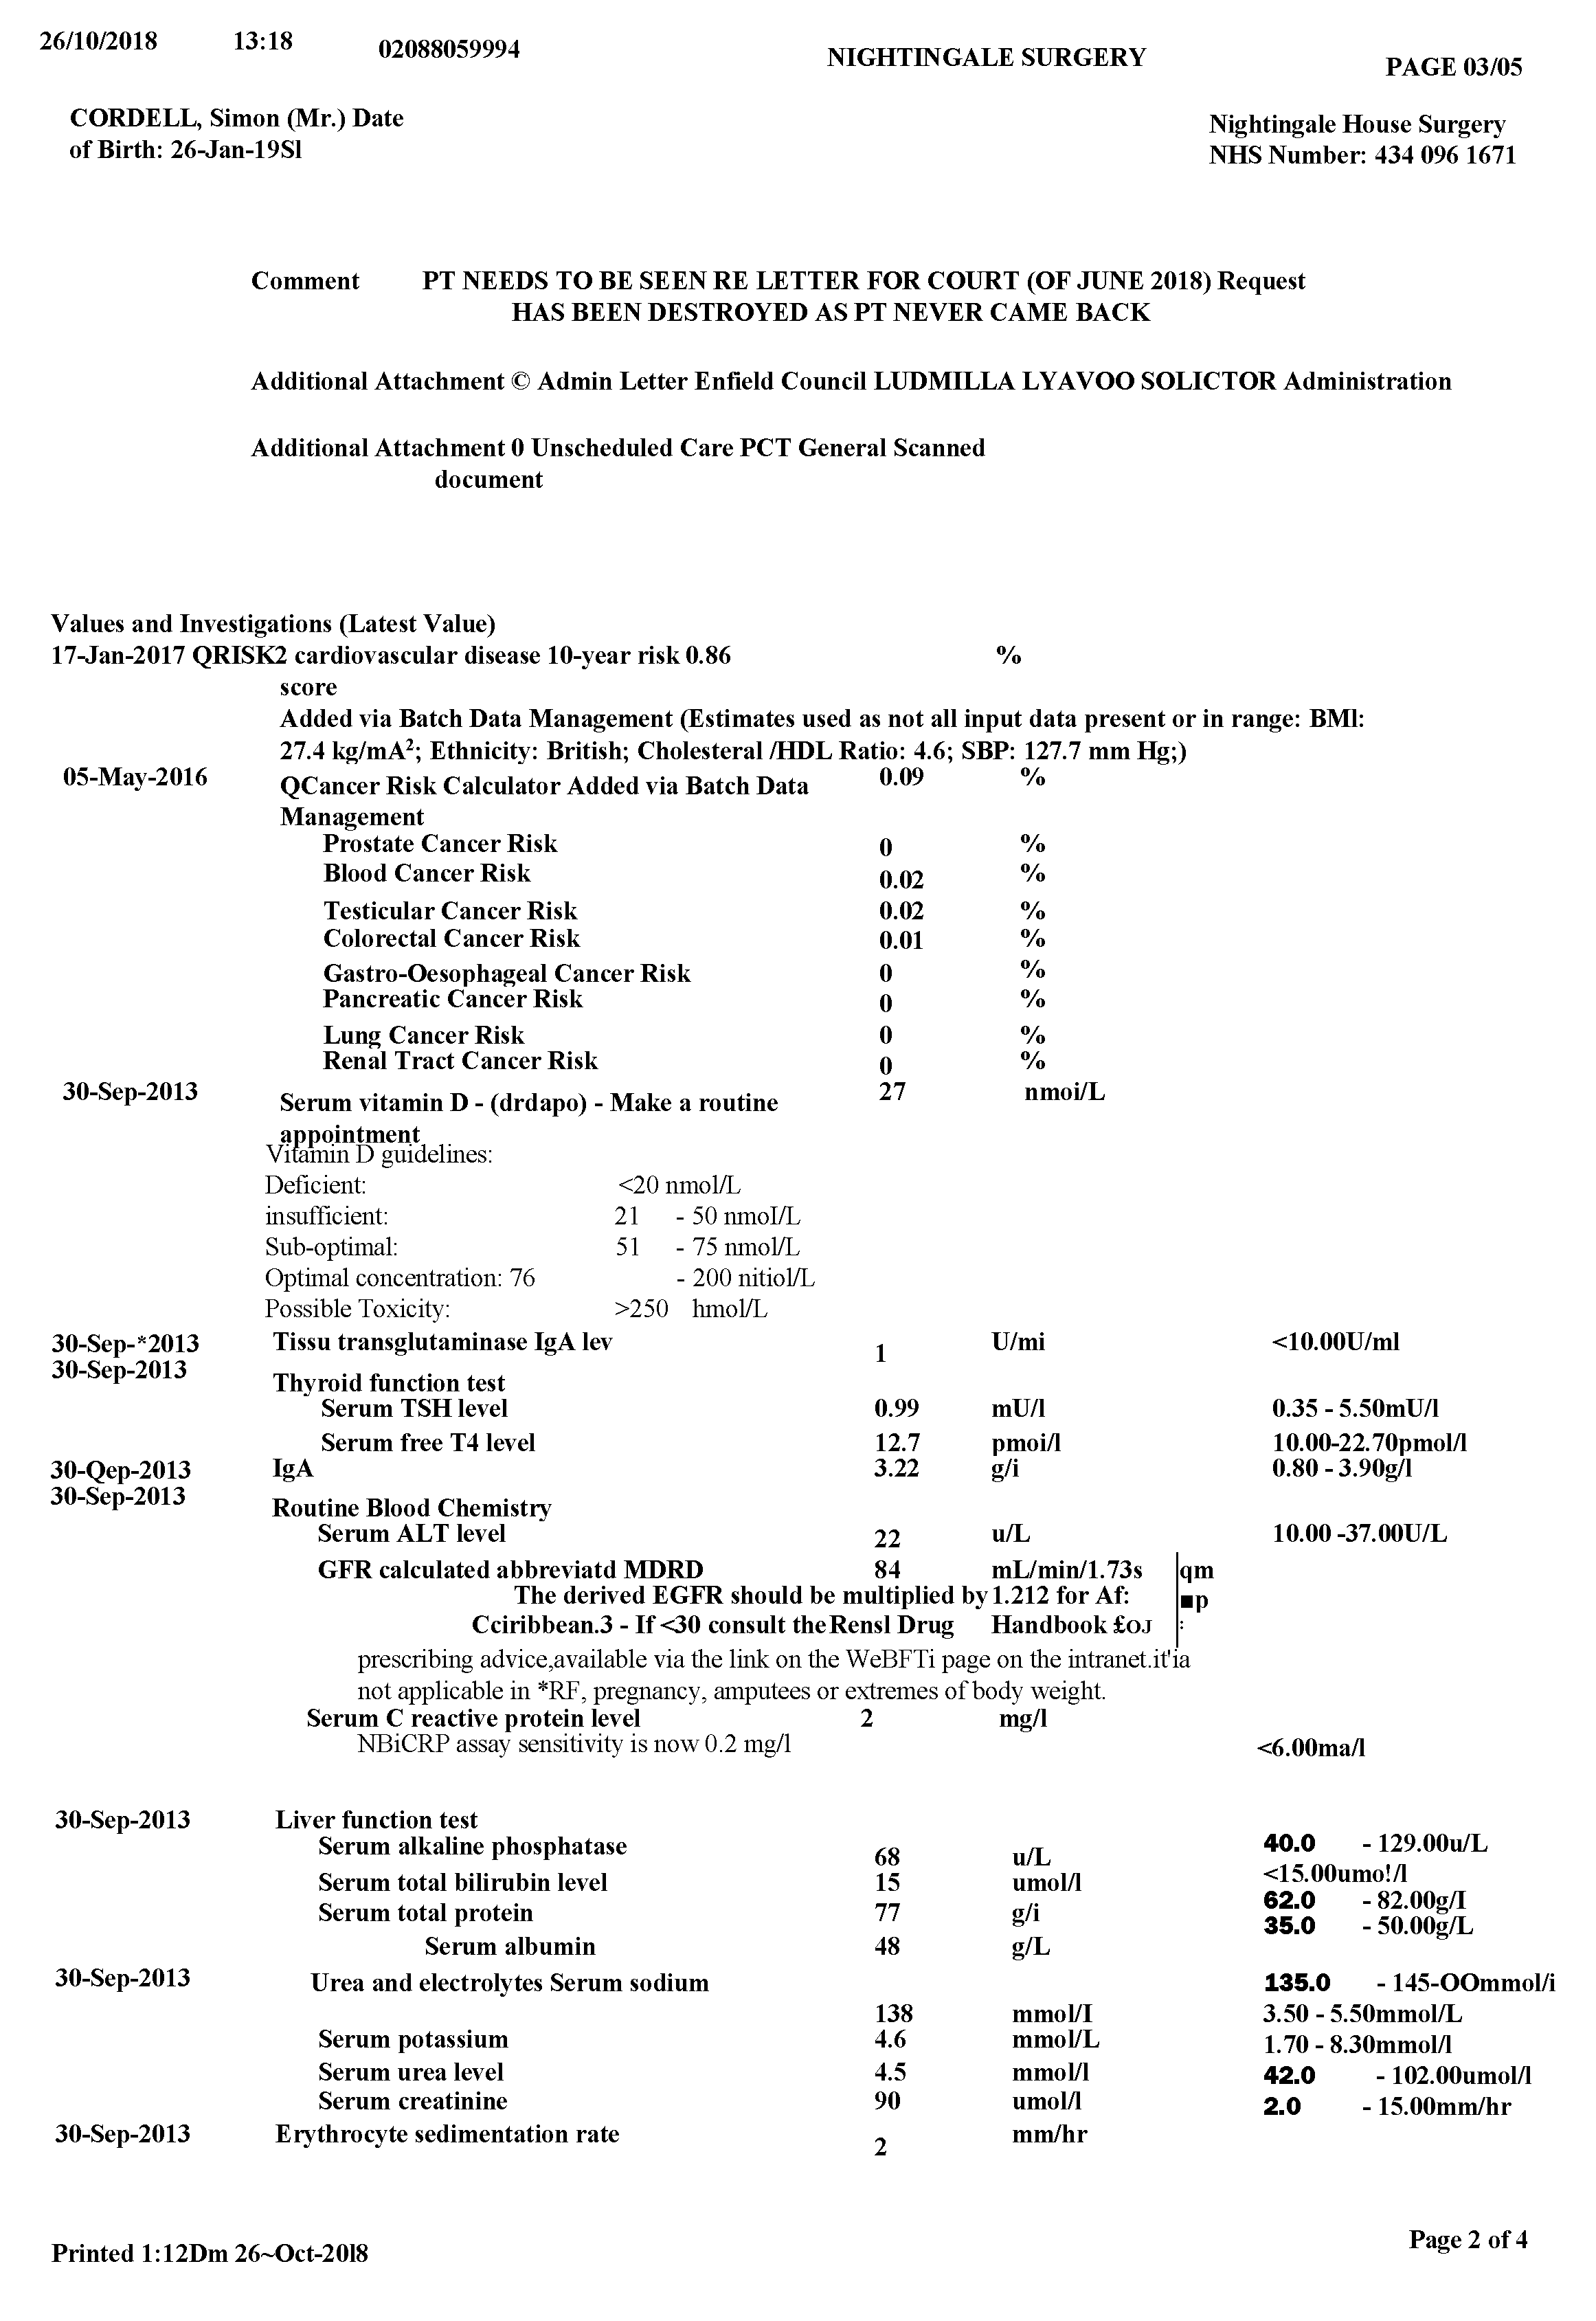 26/10/2018 13:18 02088059994 NIGHTINGALE SURGERY PAGE 03/05
CORDELL, Simon (Mr.) Date
of Birth: 26-Jan-19Sl
Nightingale House Surgery
NHS Number: 434 096 1671
Comment PT NEEDS TO BE SEEN RE LETTER FOR COURT (OF JUNE 2018) Request
HAS BEEN DESTROYED AS PT NEVER CAME BACK
Additional Attachment © Admin Letter Enfield Council LUDMILLA LYAVOO SOLICTOR Administration
Additional Attachment 0 Unscheduled Care PCT General Scanned
document
Values and Investigations (Latest Value)
17-Jan-2017 QRISK2 cardiovascular disease 10-year risk 0.86 %
score
Added via Batch Data Management (Estimates used as not all input data present or in range: BMl:
27.4 kg/mA²; Ethnicity: British; Cholesteral /HDL Ratio: 4.6; SBP: 127.7 mm Hg;)
05-May-2016 QCancer Risk Calculator Added via Batch Data 0.09 %
Management
Prostate Cancer Risk 0 %
Blood Cancer Risk 0.02 %
Testicular Cancer Risk 0.02 %
Colorectal Cancer Risk 0.01 %
Gastro-Oesophageal Cancer Risk 0 %
Pancreatic Cancer Risk 0 %
Lung Cancer Risk 0 %
Renal Tract Cancer Risk 0 %
30-Sep-2013 Serum vitamin D - (drdapo) - Make a routine 27 nmoi/L
appointment
Vitamin D guidelines:
Deficient: <20 nmol/L
insufficient: 21 - 50 nmoI/L
Sub-optimal: 51 - 75 nmol/L
Optimal concentration: 76 - 200 nitiol/L
Possible Toxicity: >250 hmol/L
30-Sep-*2013 Tissu transglutaminase IgA lev 1 U/mi <10.00U/ml
30-Sep-2013 Thyroid function test
Serum TSH level 0.99 mU/l 0.35 - 5.50mU/l
Serum free T4 level 12.7 pmoi/l 10.00-22.70pmol/l
30-Qep-2013 IgA 3.22 g/i 0.80 - 3.90g/l
30-Sep-2013 Routine Blood Chemistry
Serum ALT level 22 u/L 10.00 -37.00U/L
GFR calculated abbreviatd MDRD 84 mL/min/1.73s qm
The derived EGFR should be multiplied by 1.212 for Af: ■p
Cciribbean.3 - If <30 consult the Rensl Drug Handbook £OJ :
prescribing advice,available via the link on the WeBFTi page on the intranet.it'ia
not applicable in *RF, pregnancy, amputees or extremes of body weight.
Serum C reactive protein level 2 mg/l
NBiCRP assay sensitivity is now 0.2 mg/l <6.00ma/l
30-Sep-2013 Liver function test
Serum alkaline phosphatase 68 u/L 40.0 - 129.00u/L
Serum total bilirubin level 15 umol/l <15.00umo!/l
Serum total protein 77 g/i 62.0 - 82.00g/I
Serum albumin 48 g/L 35.0 - 50.00g/L
30-Sep-2013 Urea and electrolytes Serum sodium 135.0 - 145-OOmmol/i
138 mmol/I 3.50 - 5.50mmol/L
Serum potassium 4.6 mmol/L 1.70 - 8.30mmol/l
Serum urea level 4.5 mmol/l 42.0 - 102.00umol/l
Serum creatinine 90 umol/l 2.0 - 15.00mm/hr
30-Sep-2013 Erythrocyte sedimentation rate 2 mm/hr
Printed 1:12Dm 26~Oct-20l8 Page 2 of 4